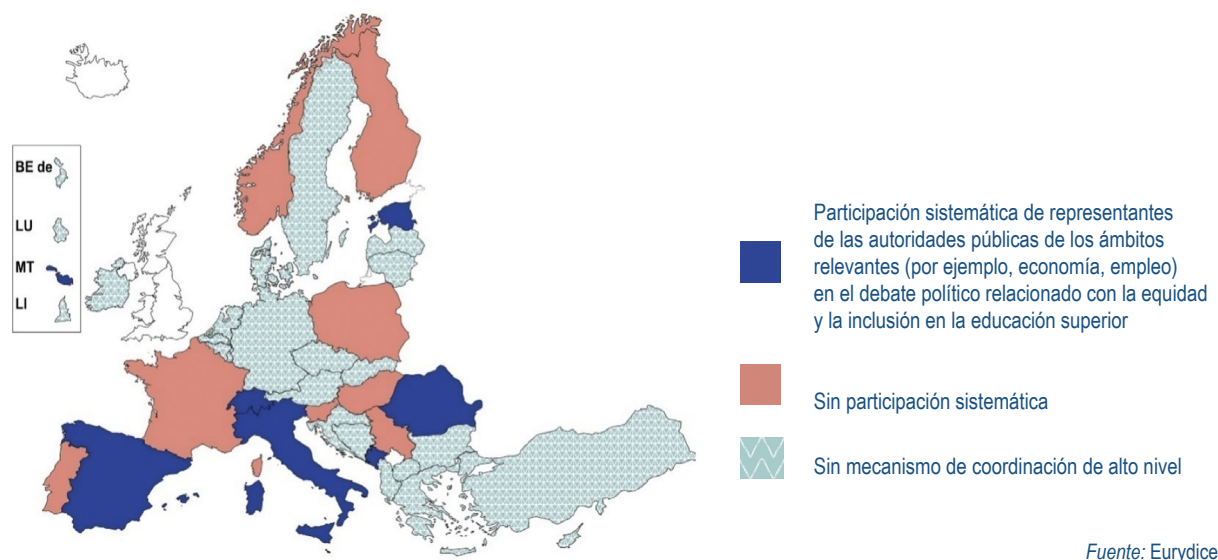 BE de
LU
MT
LI
Participación sistemática de representantes
de las autoridades públicas de los ámbitos
relevantes (por ejemplo, economía, empleo)
en el debate político relacionado con la equidad
y la inclusión en la educación superior
Sin participación sistemática
Sin mecanismo de coordinación de alto nivel
Fuente: Eurydice